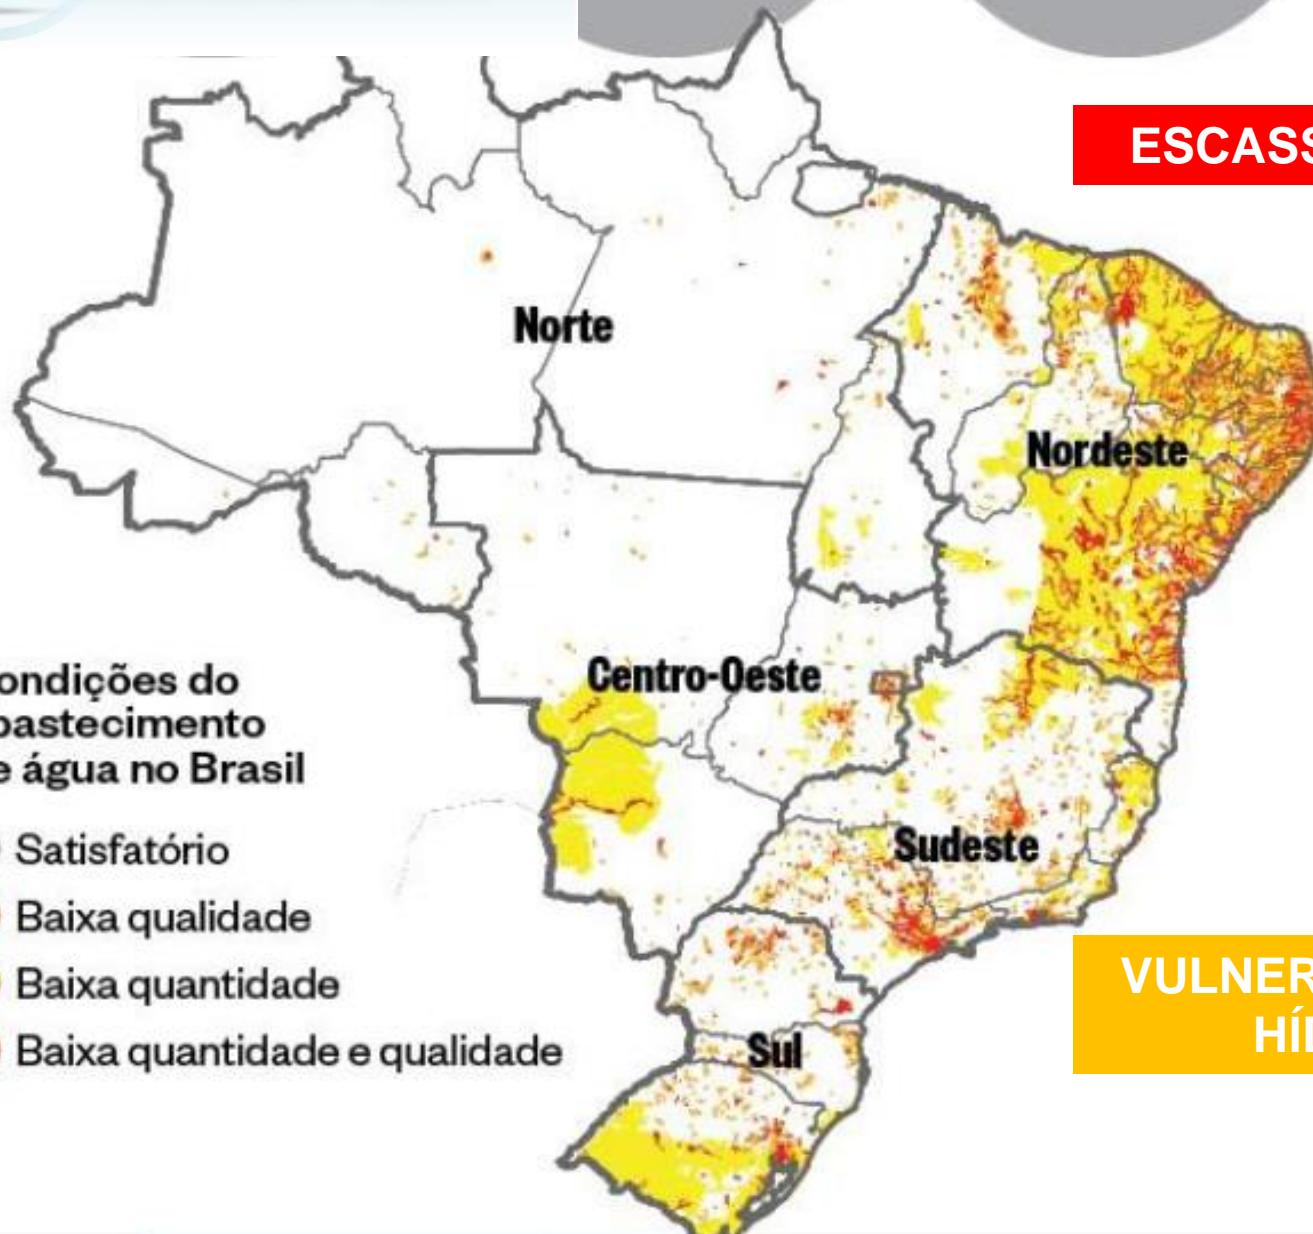 ESCASS
Norte
Nordeste
Centro-Oeste
ondições do
bastecimento
e água no Brasil
Satisfatório
Sudeste
Baixa qualidade
Baixa quantidade
VULNER
HÍ
Baixa quantidade e qualidade
Sul